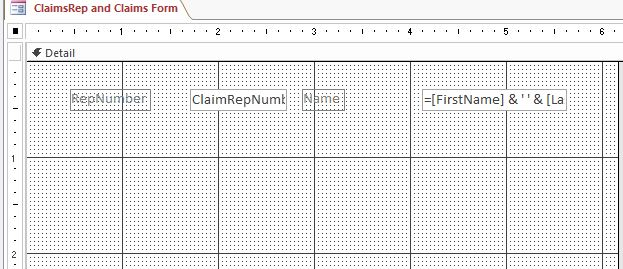 ClaimsRep and Claims Form
1 2 3 4 5 6
Detail
RepNumber ClaimRepNumb Name =[FirstName] & ' ' & [La
1
2